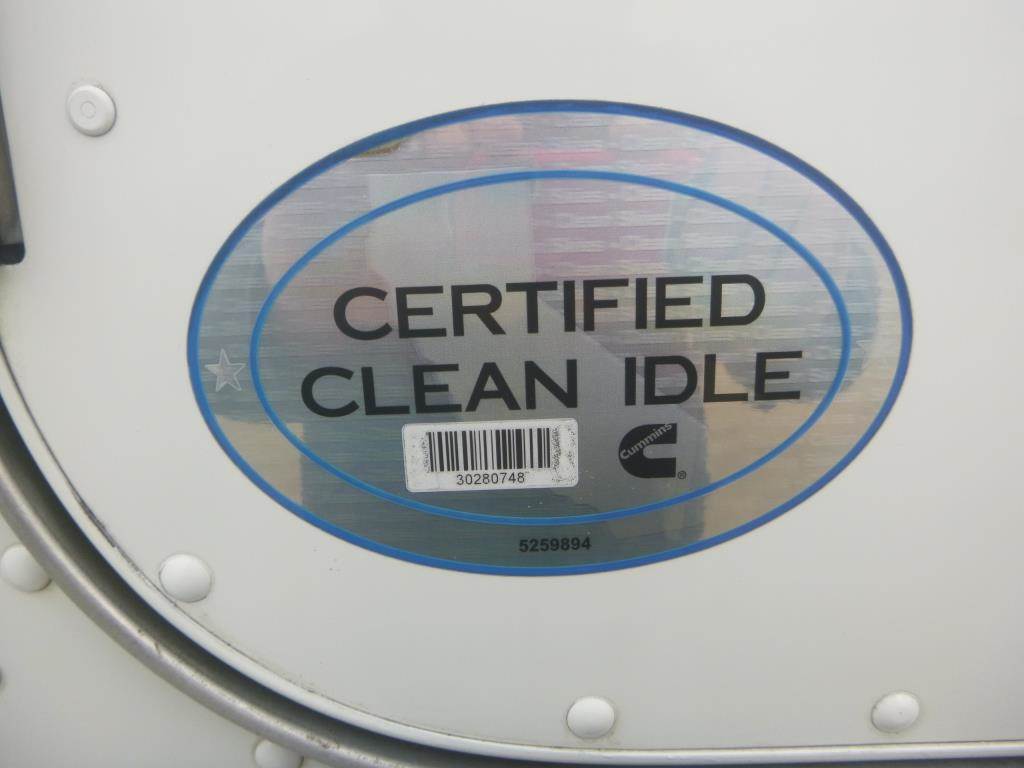 CERTIFIED
CLEAN IDLE
Cummins
®
30280748
5259894